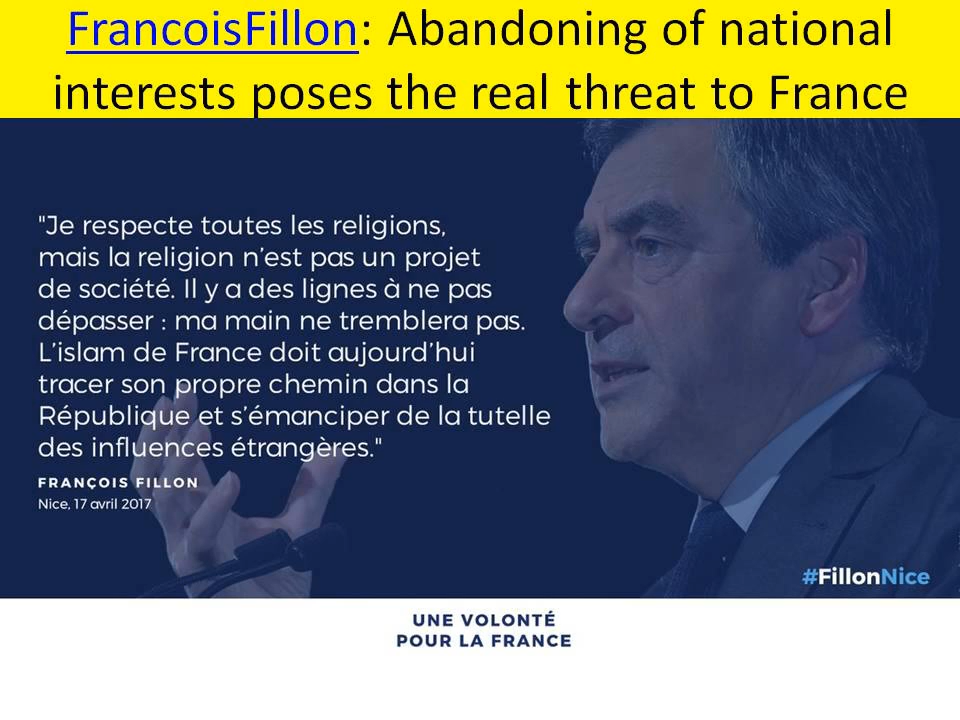 FrancoisFillon: Abandoning of national
interests poses the real threat to France
"Je respecte toutes les religions,
mais la religion n’est pas un projet
de société. Il y a des lignes à ne pas
dépasser : ma main ne tremblera pas.
L’islam de France doit aujourd’hui
tracer son propre chemin dans la
République et s’émanciper de la tutelle
des influences étrangères."
FRANÇOIS FILLON
Nice, 17 avril 2017
#FillonNice
UNE VOLONTÉ
POUR LA FRANCE